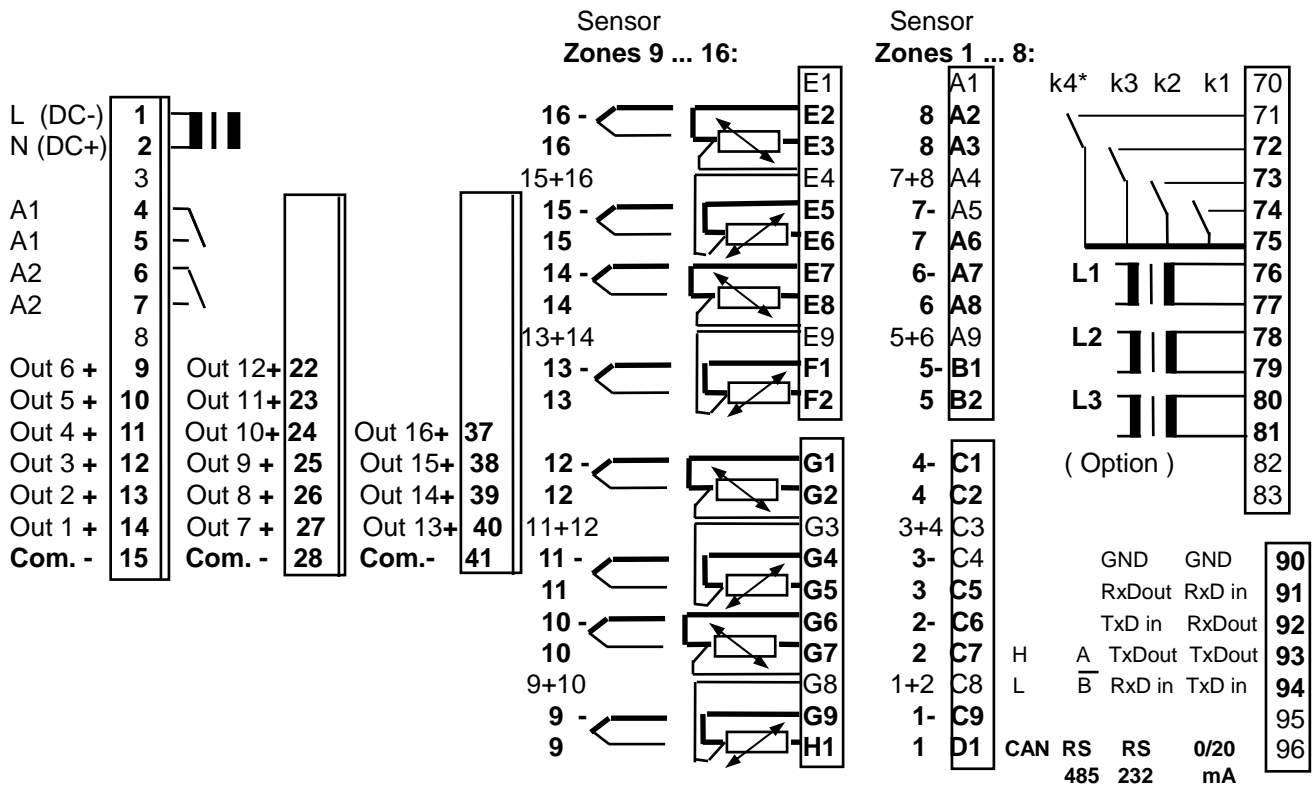 Sensor Sensor
Zones 9 ... 16: Zones 1 ... 8:
E1 A1 k4* k3 k2 k1 70
L (DC-) 1 16 - E2 8 A2 71
N (DC+) 2 16 E3 8 A3 72
3 15+16 E4 7+8 A4 73
A1 4 15 - E5 7- A5 74
A1 5 15 E6 7 A6 75
A2 6 14 - E7 6- A7 L1 76
A2 7 14 E8 6 A8 77
8 13+14 E9 5+6 A9 L2 78
Out 6 + 9 Out 12+ 22 13 - F1 5- B1 79
Out 5 + 10 Out 11+ 23 13 F2 5 B2 L3 80
Out 4 + 11 Out 10+ 24 Out 16+ 37 81
Out 3 + 12 Out 9 + 25 Out 15+ 38 12 - G1 4- C1 ( Option ) 82
Out 2 + 13 Out 8 + 26 Out 14+ 39 12 G2 4 C2 83
Out 1 + 14 Out 7 + 27 Out 13+ 40 11+12 G3 3+4 C3
Com. - 15 Com. - 28 Com.- 41 11 - G4 3- C4 GND GND 90
11 G5 3 C5 RxDout RxD in 91
10 - G6 2- C6 TxD in RxDout 92
10 G7 2 C7 H A TxDout TxDout 93
9+10 G8 1+2 C8 L B RxD in TxD in 94
9 - G9 1- C9 95
9 H1 1 D1 CAN RS RS 0/20 96
485 232 mA